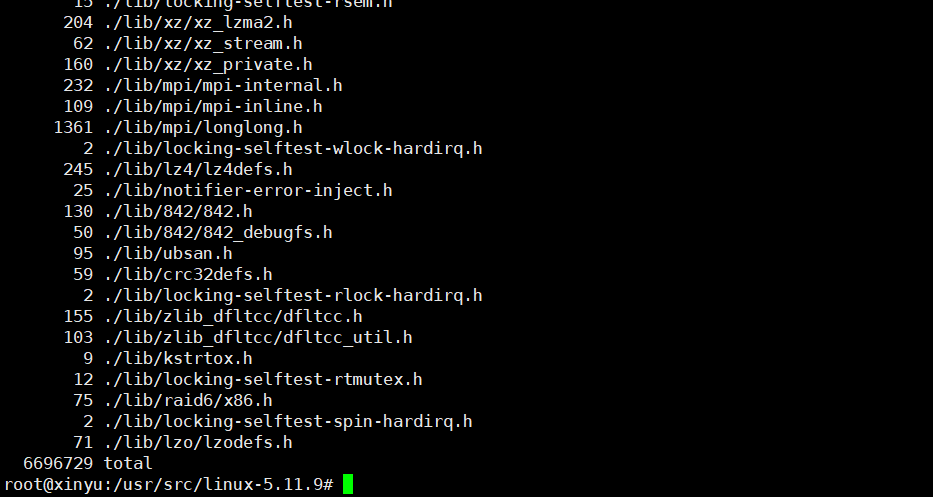 15 ./lib/locking-selftest-rsem.h
204 ./lib/xz/xz_lzma2.h
62 ./lib/xz/xz_stream.h
160 ./lib/xz/xz_private.h
232 ./lib/mpi/mpi-internal.h
109 ./lib/mpi/mpi-inline.h
1361 ./lib/mpi/longlong.h
2 ./lib/locking-selftest-wlock-hardirq.h
245 ./lib/lz4/lz4defs.h
25 ./lib/notifier-error-inject.h
130 ./lib/842/842.h
50 ./lib/842/842_debugfs.h
95 ./lib/ubsan.h
59 ./lib/crc32defs.h
2 ./lib/locking-selftest-rlock-hardirq.h
155 ./lib/zlib_dfltcc/dfltcc.h
103 ./lib/zlib_dfltcc/dfltcc_util.h
9 ./lib/kstrtox.h
12 ./lib/locking-selftest-rtmutex.h
75 ./lib/raid6/x86.h
2 ./lib/locking-selftest-spin-hardirq.h
71 ./lib/lzo/lzodefs.h
6696729 total
root@xinyu:/usr/src/linux-5.11.9#